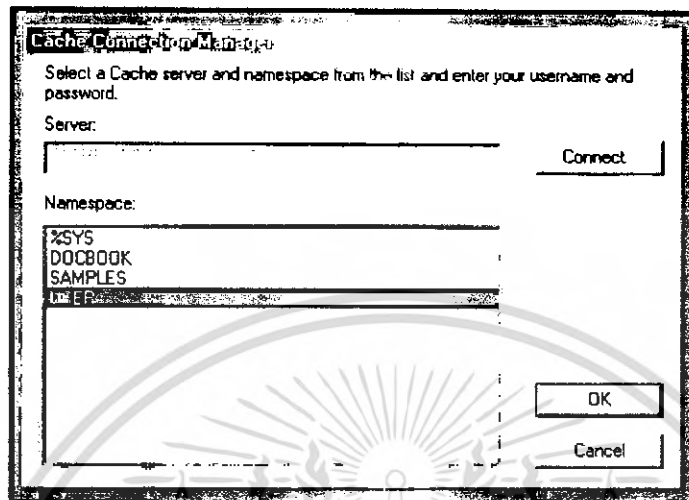 Cache Connection Manager
Select a Cache server and namespace from the list and enter your username and
password.
Server:
Connect
Namespace:
%SYS
DOCBOOK
SAMPLES
USER
OK
Cancel